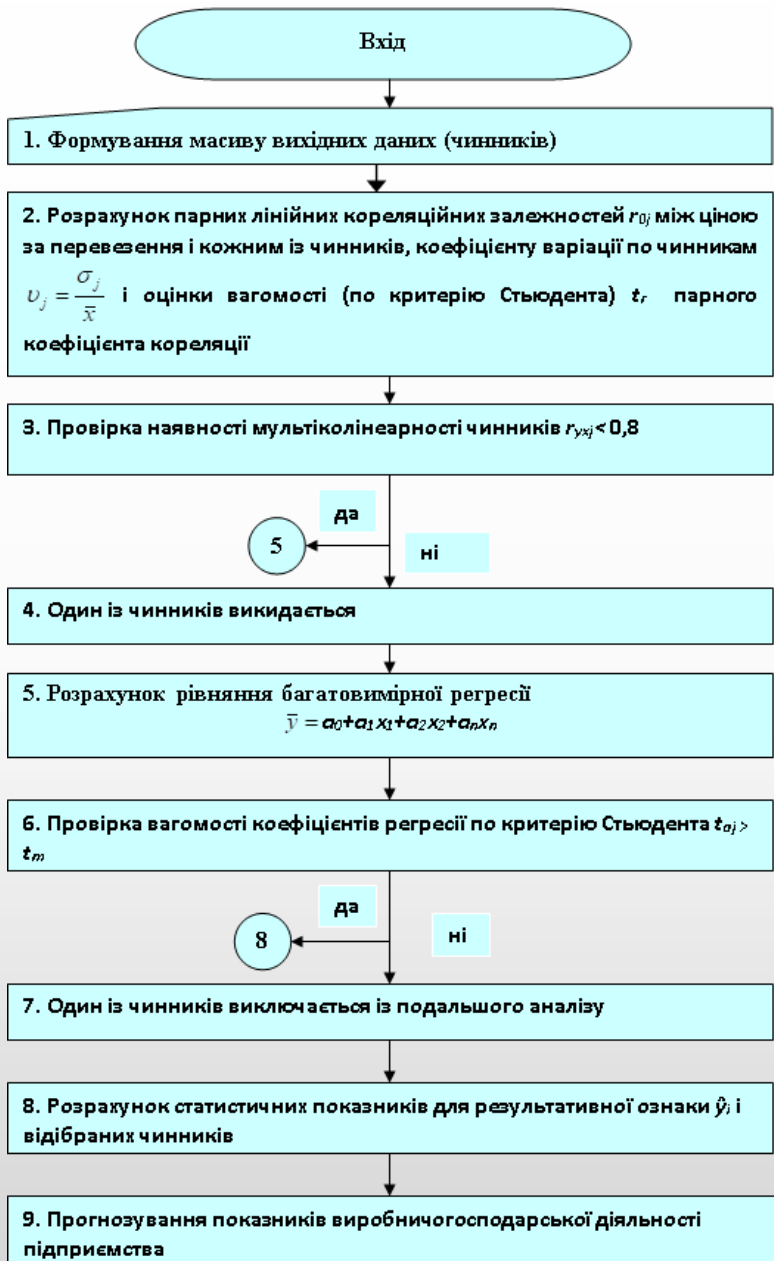 Вхід
1. Формування масиву вихідних даних (чинників)
2. Розрахунок парних лінійних кореляційних залежностей r₀ⱼ між ціною
за перевезення і кожним із чинників, коефіцієнту варіації по чинникам
υⱼ = σⱼ / x̄ і оцінки вагомості (по критерію Стьюдента) tᵣ парного
коефіцієнта кореляції
3. Провірка наявності мультіколінеарності чинників rᵧₓⱼ< 0,8
да
5
ні
4. Один із чинників викидається
5. Розрахунок рівняння багатовимірної регресії
ȳ = a₀+a₁x₁+a₂x₂+aₙxₙ
6. Провірка вагомості коефіцієнтів регресії по критерію Стьюдента tₐⱼ >
tₘ
да
8
ні
7. Один із чинників виключається із подальшого аналізу
8. Розрахунок статистичних показників для результативної ознаки ŷᵢ і
відібраних чинників
9. Прогнозування показників виробничогосподарської діяльності
підприємства